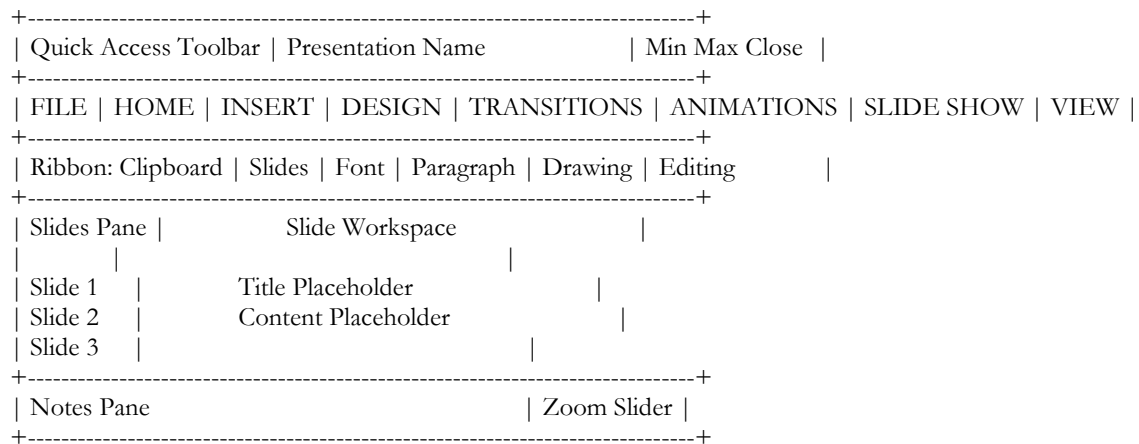 +--------------------------------------------------------------------------------+
| Quick Access Toolbar | Presentation Name | Min Max Close |
+--------------------------------------------------------------------------------+
| FILE | HOME | INSERT | DESIGN | TRANSITIONS | ANIMATIONS | SLIDE SHOW | VIEW |
+--------------------------------------------------------------------------------+
| Ribbon: Clipboard | Slides | Font | Paragraph | Drawing | Editing |
+--------------------------------------------------------------------------------+
| Slides Pane | Slide Workspace |
| | |
| Slide 1 | Title Placeholder |
| Slide 2 | Content Placeholder |
| Slide 3 | |
+--------------------------------------------------------------------------------+
| Notes Pane | Zoom Slider |
+--------------------------------------------------------------------------------+